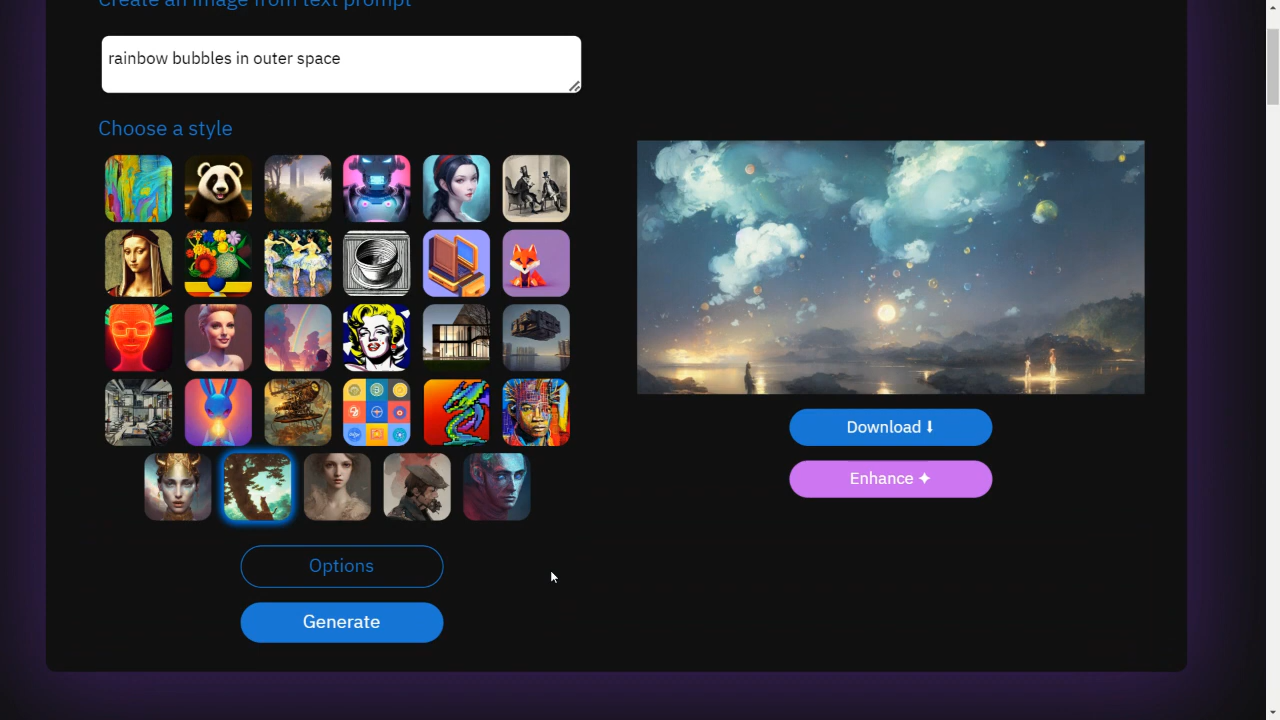 Create an image from text prompt
rainbow bubbles in outer space
Choose a style
Download ⬇
Enhance ✦
Options
Generate